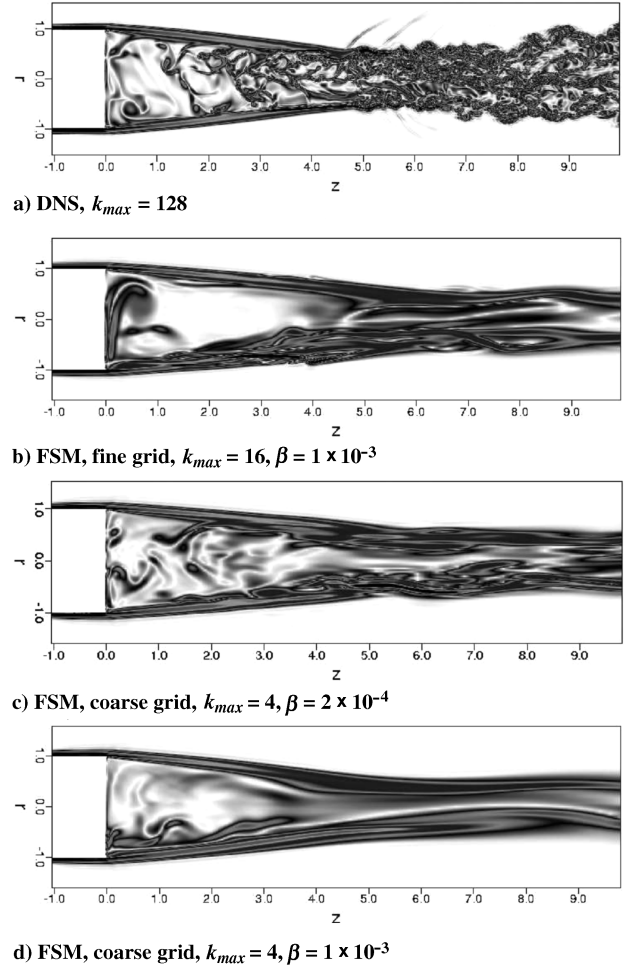 1.0
r
0.0
-1.0
-1.0 0.0 1.0 2.0 3.0 4.0 5.0 6.0 7.0 8.0 9.0
z
a) DNS, kmax = 128
1.0
r
0.0
-1.0
-1.0 0.0 1.0 2.0 3.0 4.0 5.0 6.0 7.0 8.0 9.0
z
b) FSM, fine grid, kmax = 16, β = 1 x 10−3
1.0
r
0.0
-1.0
-1.0 0.0 1.0 2.0 3.0 4.0 5.0 6.0 7.0 8.0 9.0
z
c) FSM, coarse grid, kmax = 4, β = 2 x 10−4
1.0
r
0.0
-1.0
-1.0 0.0 1.0 2.0 3.0 4.0 5.0 6.0 7.0 8.0 9.0
z
d) FSM, coarse grid, kmax = 4, β = 1 x 10−3